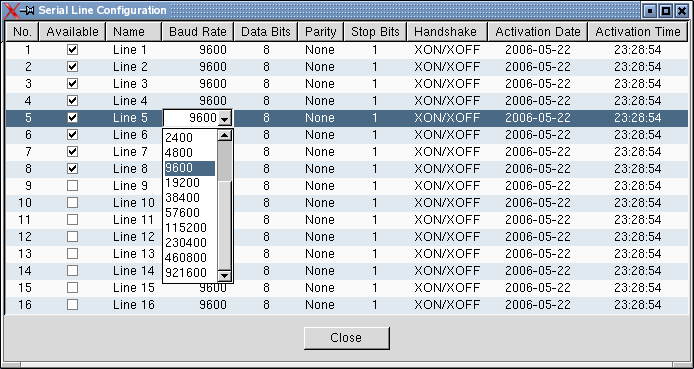 Serial Line Configuration
No. Available Name Baud Rate Data Bits Parity Stop Bits Handshake Activation Date Activation Time
1 Line 1 9600 8 None 1 XON/XOFF 2006-05-22 23:28:54
2 Line 2 9600 8 None 1 XON/XOFF 2006-05-22 23:28:54
3 Line 3 9600 8 None 1 XON/XOFF 2006-05-22 23:28:54
4 Line 4 9600 8 None 1 XON/XOFF 2006-05-22 23:28:54
5 Line 5 9600 8 None 1 XON/XOFF 2006-05-22 23:28:54
6 Line 6 2400 8 None 1 XON/XOFF 2006-05-22 23:28:54
7 Line 7 4800 8 None 1 XON/XOFF 2006-05-22 23:28:54
8 Line 8 9600 8 None 1 XON/XOFF 2006-05-22 23:28:54
9 Line 9 19200 8 None 1 XON/XOFF 2006-05-22 23:28:54
10 Line 10 38400 8 None 1 XON/XOFF 2006-05-22 23:28:54
11 Line 11 57600 8 None 1 XON/XOFF 2006-05-22 23:28:54
115200
12 Line 12 230400 8 None 1 XON/XOFF 2006-05-22 23:28:54
13 Line 13 460800 8 None 1 XON/XOFF 2006-05-22 23:28:54
14 Line 14 921600 8 None 1 XON/XOFF 2006-05-22 23:28:54
15 Line 15 9600 8 None 1 XON/XOFF 2006-05-22 23:28:54
16 Line 16 9600 8 None 1 XON/XOFF 2006-05-22 23:28:54
Close